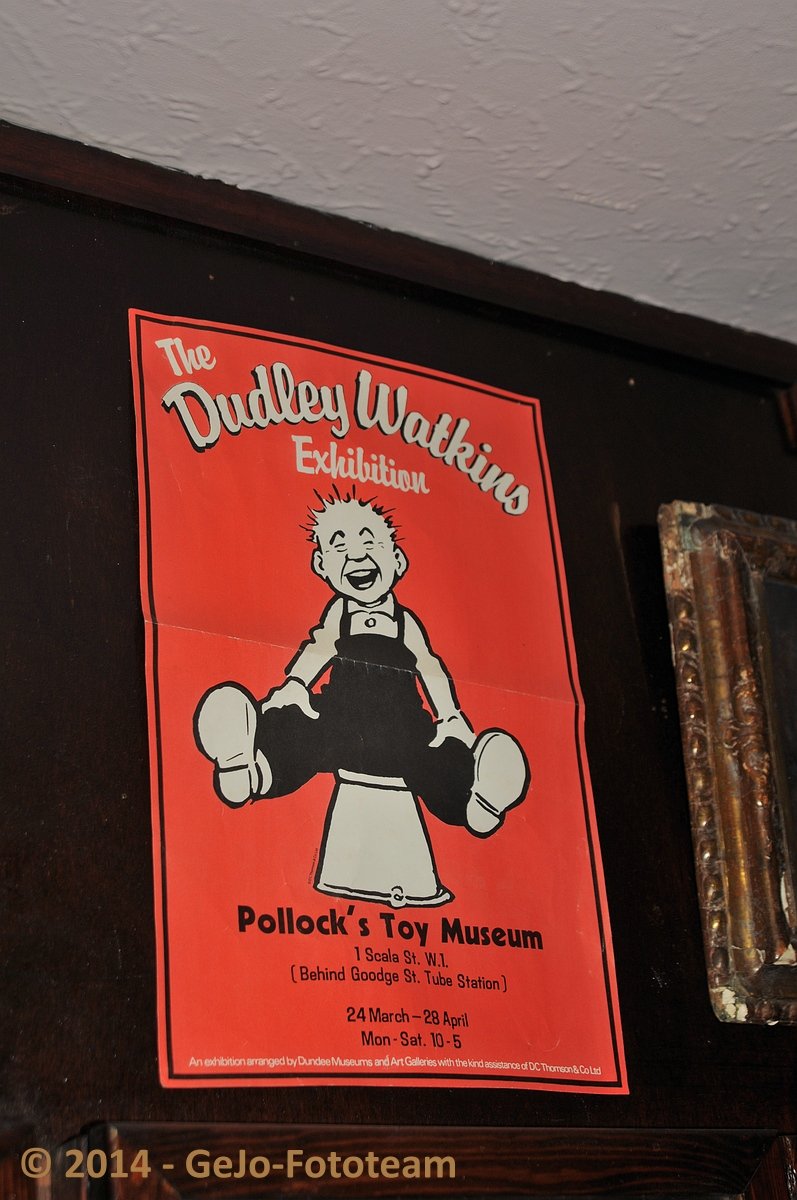 The
Dudley Watkins
Exhibition
Pollock's Toy Museum
1 Scala St. W.1.
(Behind Goodge St. Tube Station)
24 March – 28 April
Mon - Sat. 10 - 5
An exhibition arranged by Dundee Museums and Art Galleries with the kind assistance of DC Thomson & Co Ltd
© 2014 - GeJo-Fototeam